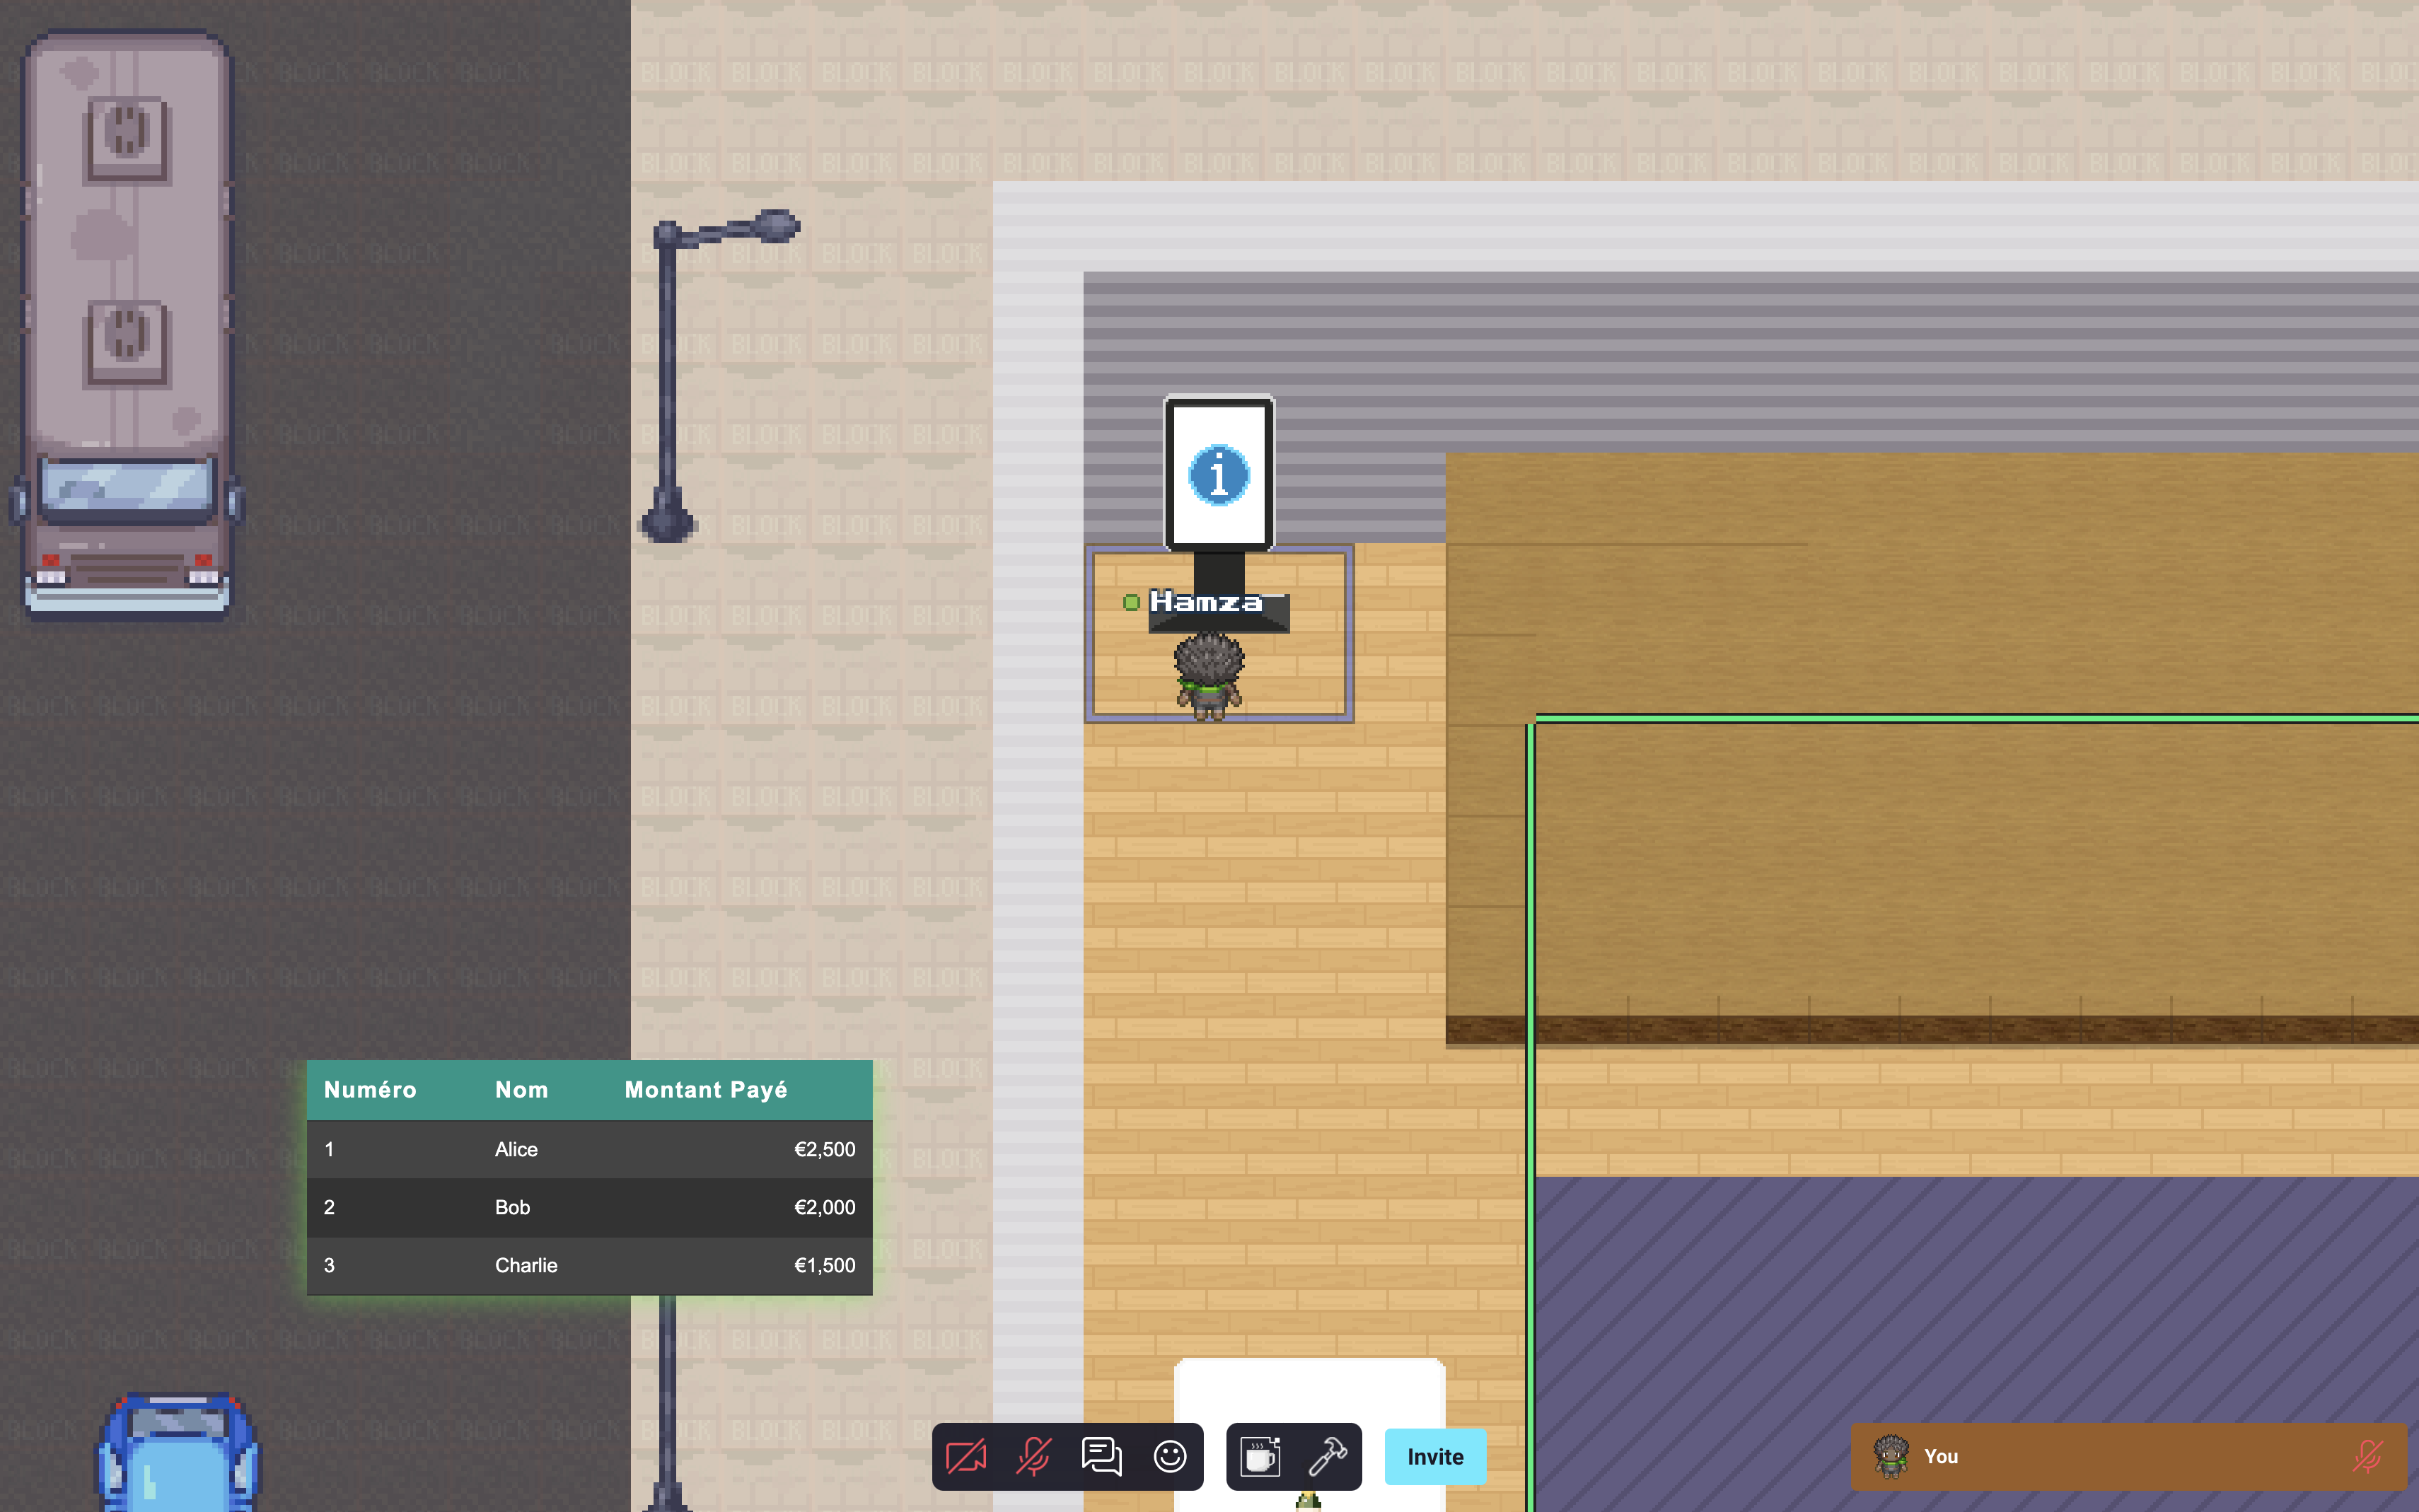 i
Hamza
Numéro Nom Montant Payé
1 Alice €2,500
2 Bob €2,000
3 Charlie €1,500
Invite
You